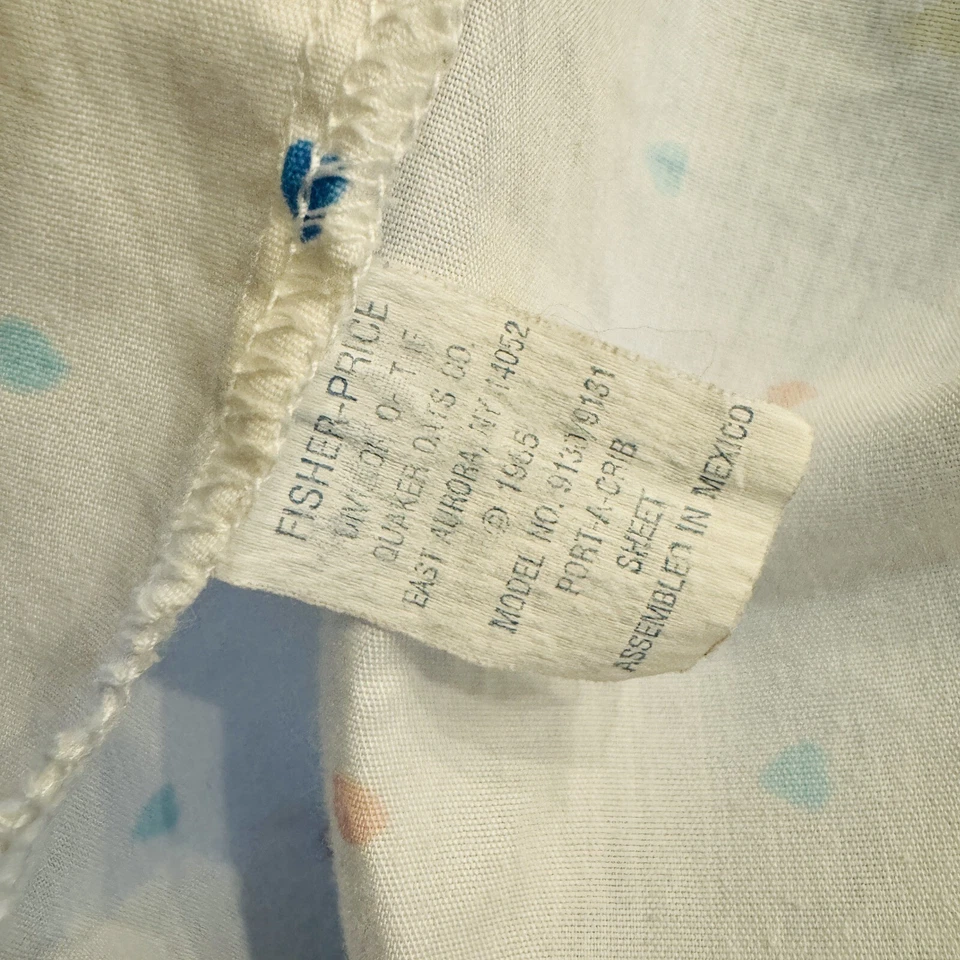 FISHER-PRICE
DIVISION OF THE
QUAKER OATS CO.
EAST AURORA, NY 14052
© 1985
MODEL NO. 9130/9131
PORT-A-CRIB
SHEET
ASSEMBLED IN MEXICO